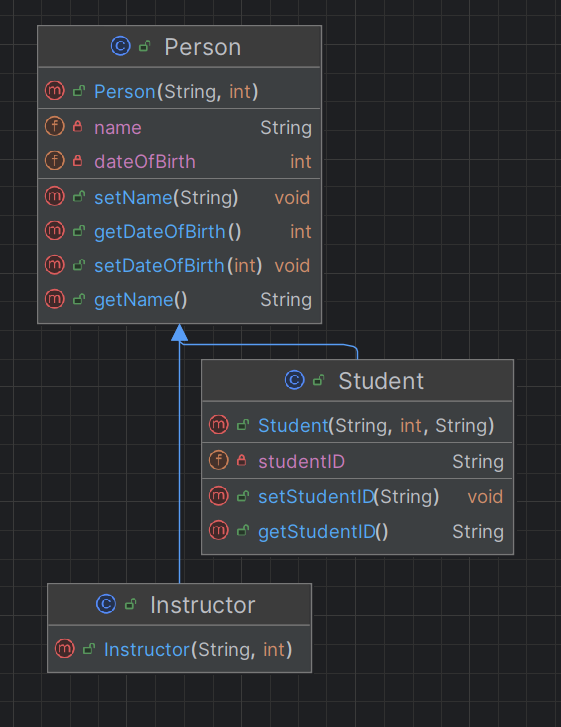 C Person
m Person(String, int)
f name String
f dateOfBirth int
m setName(String) void
m getDateOfBirth() int
m setDateOfBirth(int) void
m getName() String
C Student
m Student(String, int, String)
f studentID String
m setStudentID(String) void
m getStudentID() String
C Instructor
m Instructor(String, int)